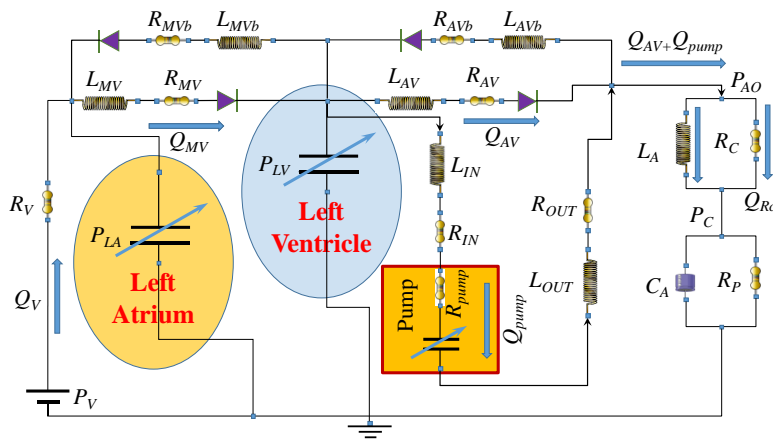 R_MVb L_MVb R_AVb L_AVb
Q_AV+Q_pump
L_MV R_MV L_AV R_AV P_AO
Q_MV Q_AV
L_A R_C
P_LV L_IN
R_V R_OUT Q_Rc
P_LA Left Ventricle R_IN P_C
Left Atrium
Q_V Pump R_pump Q_pump L_OUT C_A R_P
P_V